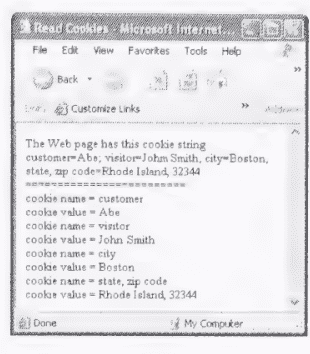 Read Cookies - Microsoft Internet...
File Edit View Favorites Tools Help
Back
Customize Links
The Web page has this cookie string
customer=Abe; visitor=John Smith, city=Boston,
state, zip code=Rhode Island, 32344
==========================
cookie name = customer
cookie value = Abe
cookie name = visitor
cookie value = John Smith
cookie name = city
cookie value = Boston
cookie name = state, zip code
cookie value = Rhode Island, 32344
Done My Computer